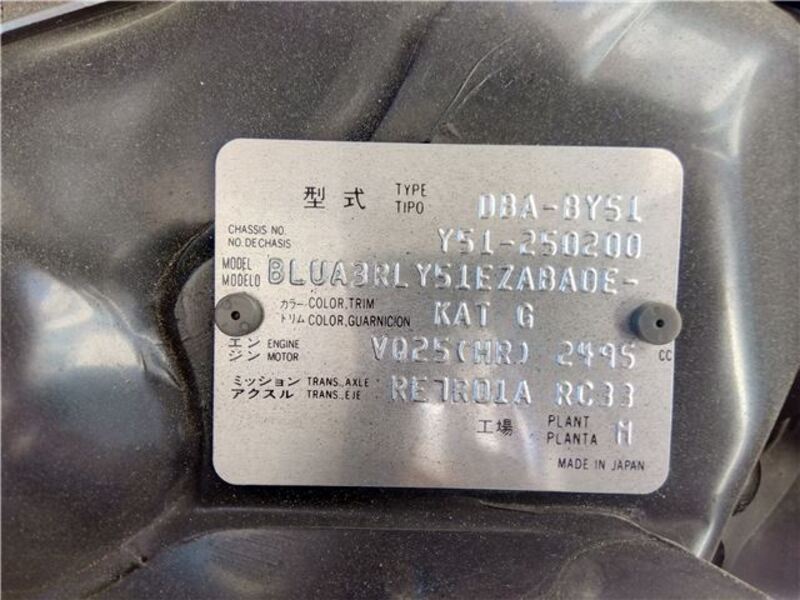 型式 TYPE TIPO DBA-BY51
CHASSIS NO. NO. DE CHASIS Y51-250200
MODEL MODELO BLUA3RLY51EZABA0E-
カラー COLOR, TRIM
トリム COLOR, GUARNICION KAT G
エンジン ENGINE MOTOR VQ25(HR) 2495 CC
ミッション TRANS., AXLE
アクスル TRANS., EJE RE7R01A RC33
工場 PLANT PLANTA M
MADE IN JAPAN